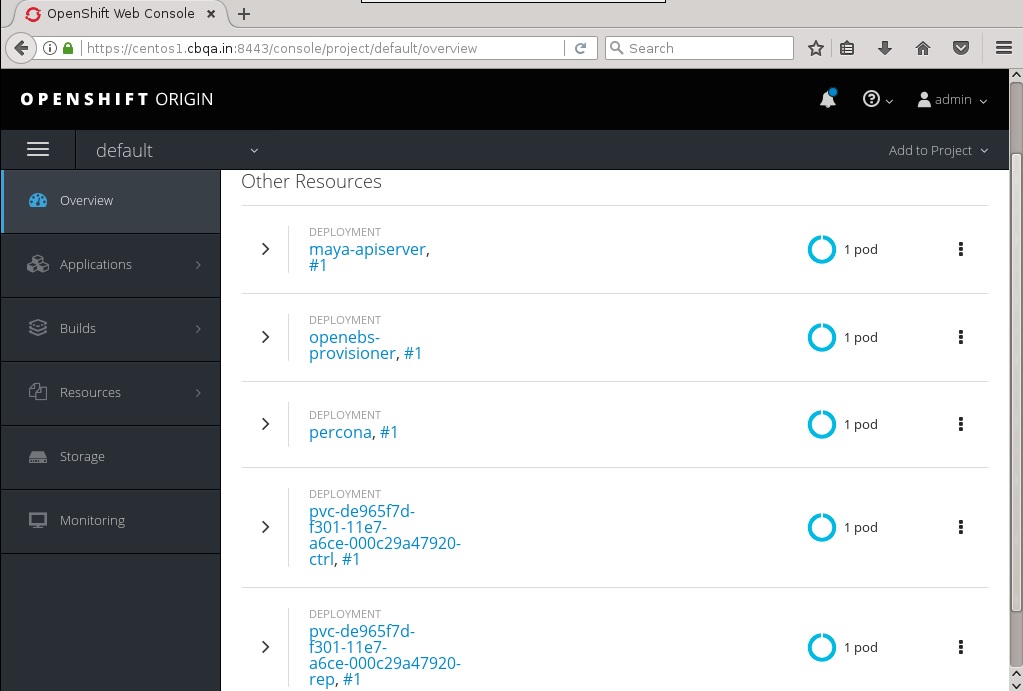 OpenShift Web Console
https://centos1.cbqa.in:8443/console/project/default/overview
Search
OPENSHIFT ORIGIN
admin
default
Add to Project
Overview
Applications
Builds
Resources
Storage
Monitoring
Other Resources
DEPLOYMENT
maya-apiserver,
#1
1 pod
DEPLOYMENT
openebs-
provisioner, #1
1 pod
DEPLOYMENT
percona, #1
1 pod
DEPLOYMENT
pvc-de965f7d-
f301-11e7-
a6ce-000c29a47920-
ctrl, #1
1 pod
DEPLOYMENT
pvc-de965f7d-
f301-11e7-
a6ce-000c29a47920-
rep, #1
1 pod